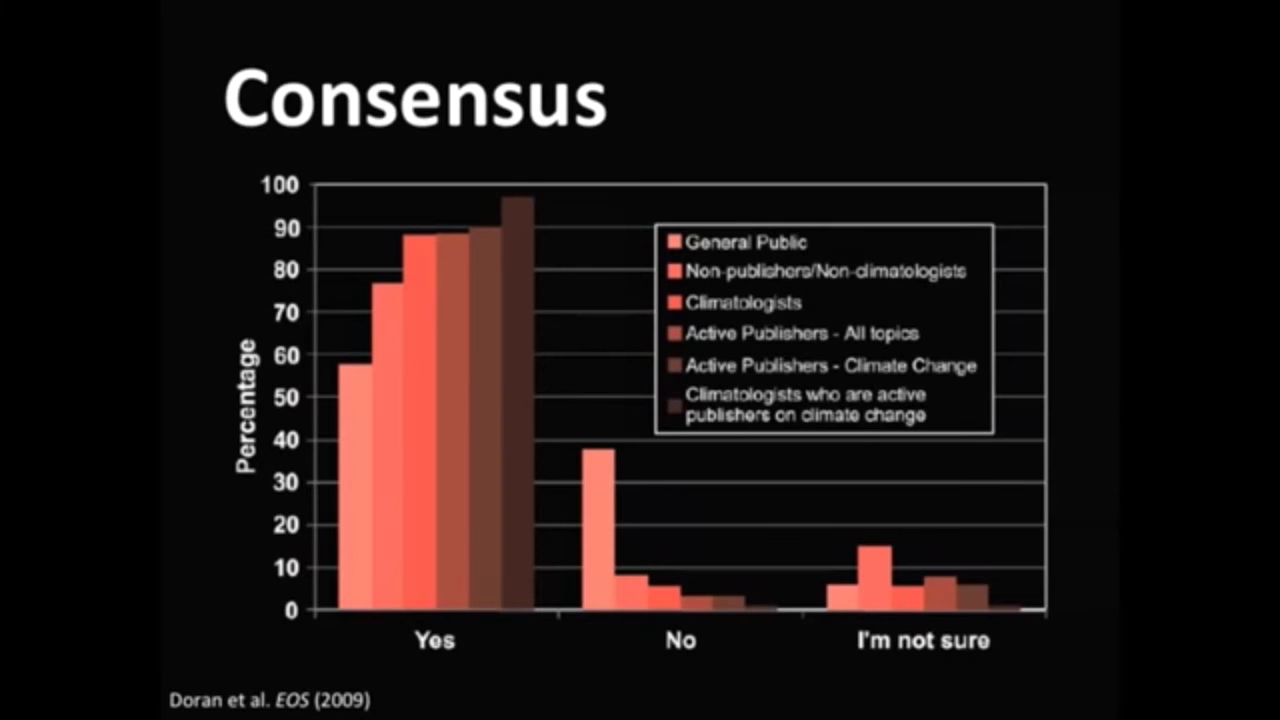 Consensus
Percentage
100
90
80
70
60
50
40
30
20
10
0
General Public
Non-publishers/Non-climatologists
Climatologists
Active Publishers - All topics
Active Publishers - Climate Change
Climatologists who are active
publishers on climate change
Yes
No
I'm not sure
Doran et al. EOS (2009)